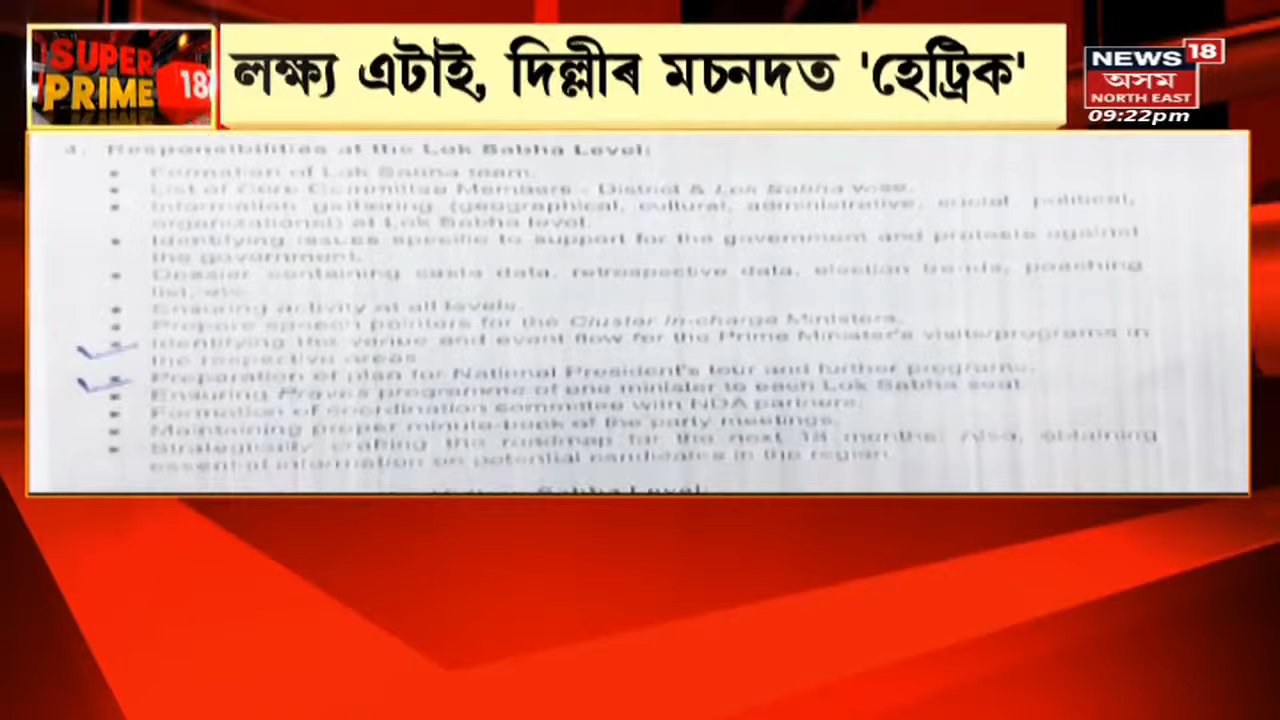 SUPER
PRIME 18
লক্ষ্য এটাই, দিল্লীৰ মচনদত 'হেট্ৰিক'
NEWS 18
অসম
NORTH EAST
09:22pm
4. Responsibilities at the Lok Sabha Level:
Formation of Lok Sabha team.
List of Core Committee Members - District & Lok Sabha wise.
Information gathering (geographical, cultural, administrative, social political,
organizational) at Lok Sabha level.
Identifying issues specific to support for the government and protests against
the government.
Dossier containing caste data, retrospective data, election trends, poaching
list, etc.
Ensuring activity at all levels.
Prepare speech pointers for the Cluster In-charge Ministers.
Identifying the venue and event flow for the Prime Minister's visits/programs in
the respective areas.
Preparation of plan for National President's tour and further programs.
Ensuring Pravas programme of one minister to each Lok Sabha seat.
Formation of coordination committee with NDA partners.
Maintaining proper minute-book of the party meetings.
Strategically crafting the roadmap for the next 18 months. Also, obtaining
essential information on potential candidates in the region.
Sabha Level: